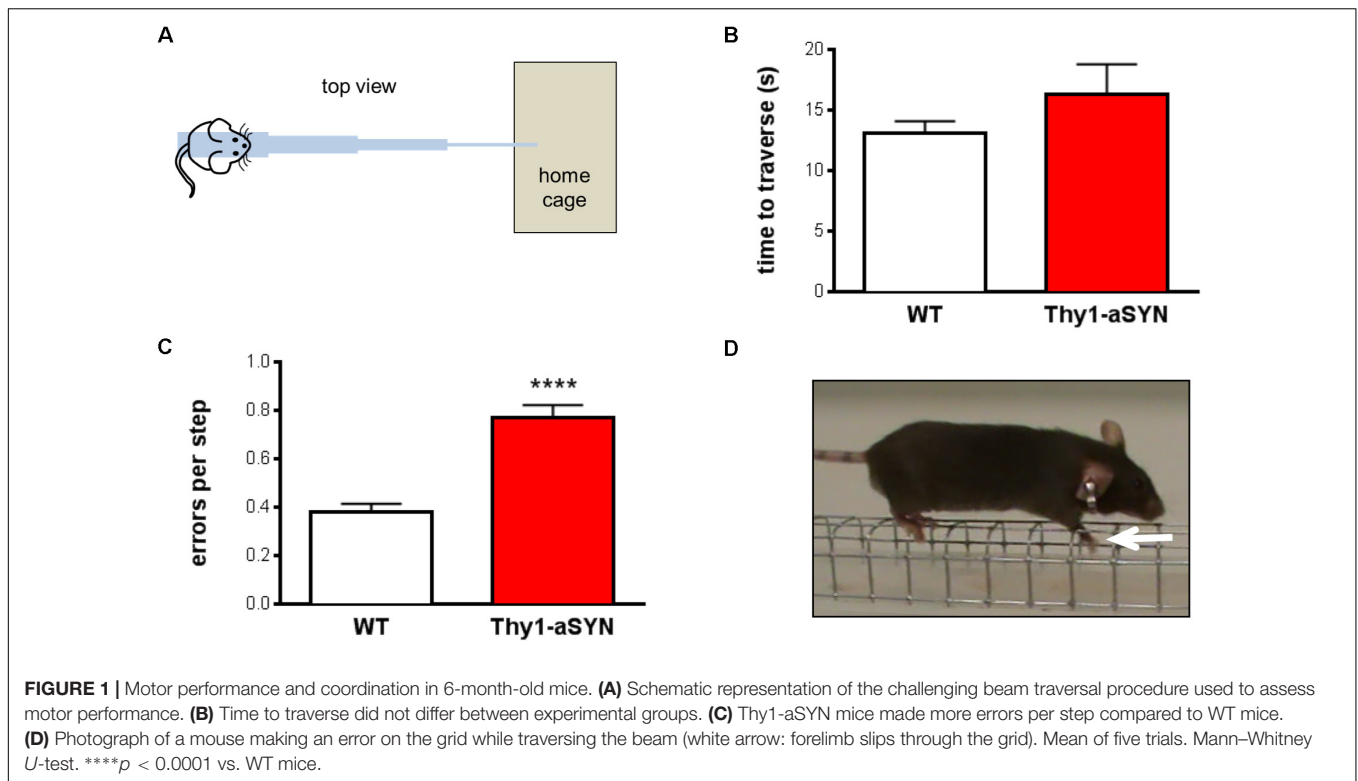 A
top view
home
cage
B
time to traverse (s)
20
15
10
5
0
WT Thy1-aSYN
C
errors per step
1.0
0.8
0.6
0.4
0.2
0.0
****
WT Thy1-aSYN
D
FIGURE 1 | Motor performance and coordination in 6-month-old mice. (A) Schematic representation of the challenging beam traversal procedure used to assess
motor performance. (B) Time to traverse did not differ between experimental groups. (C) Thy1-aSYN mice made more errors per step compared to WT mice.
(D) Photograph of a mouse making an error on the grid while traversing the beam (white arrow: forelimb slips through the grid). Mean of five trials. Mann–Whitney
U-test. ****p < 0.0001 vs. WT mice.